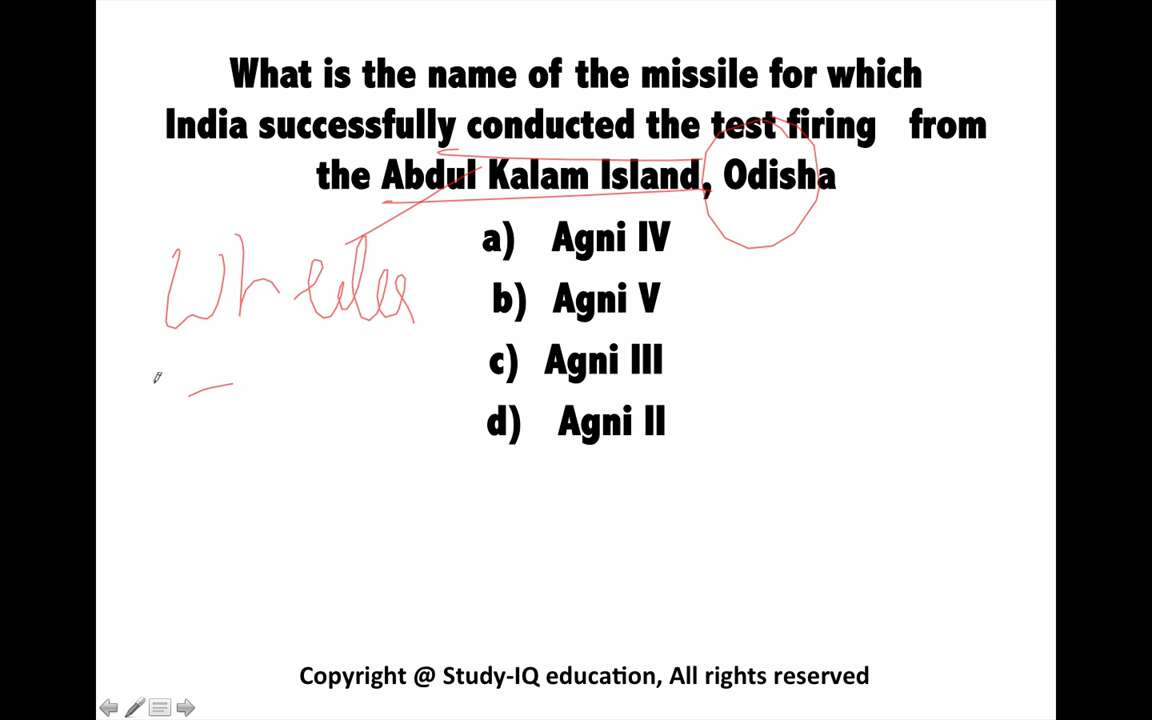 What is the name of the missile for which
India successfully conducted the test firing from
the Abdul Kalam Island, Odisha
a) Agni IV
Wheeler
b) Agni V
c) Agni III
d) Agni II
Copyright @ Study-IQ education, All rights reserved